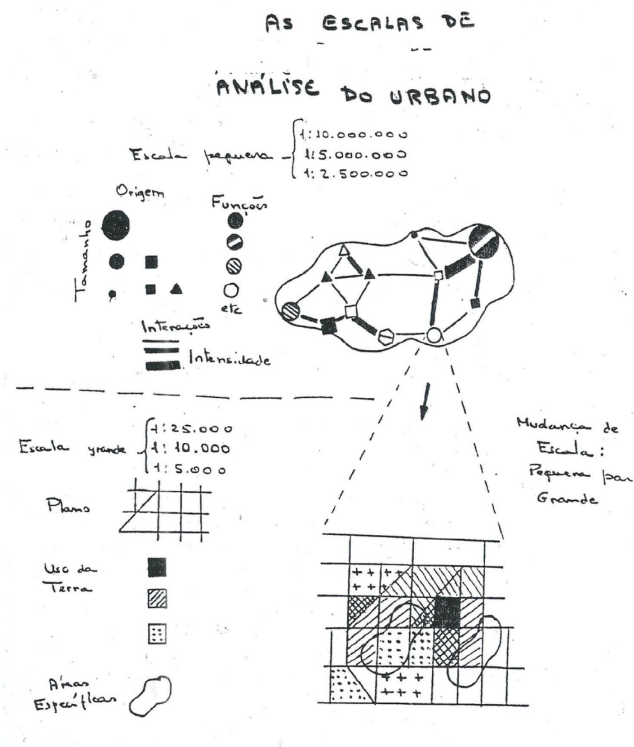 AS ESCALAS DE
ANÁLISE DO URBANO
Escala pequena
1:10.000.000
1:5.000.000
1:2.500.000
Origem
Funções
Tamanho
etc
Interações
Intensidade
Escala grande
1:25.000
1:10.000
1:5.000
Mudança de
Escala:
Pequena par
Grande
Plano
Uso da
Terra
Áreas
Específicas